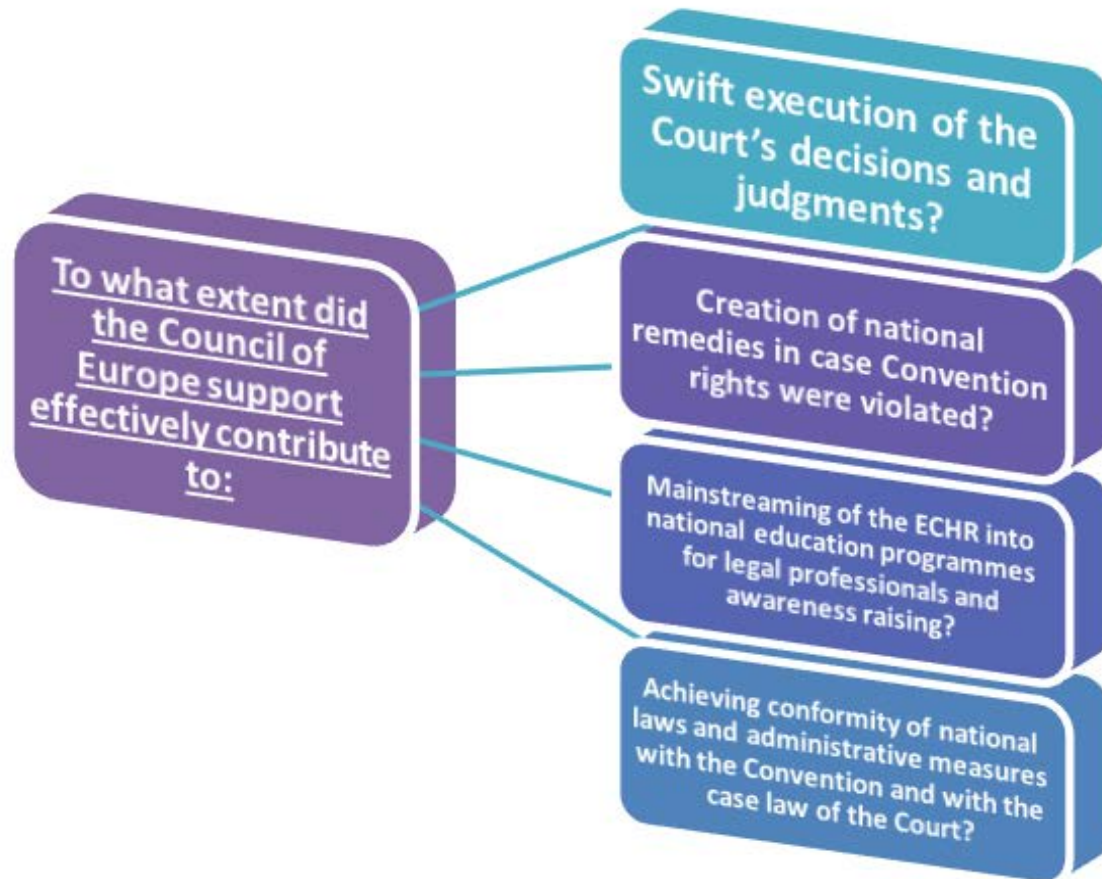 To what extent did
the Council of
Europe support
effectively contribute
to:
Swift execution of the
Court's decisions and
judgments?
Creation of national
remedies in case Convention
rights were violated?
Mainstreaming of the ECHR into
national education programmes
for legal professionals and
awareness raising?
Achieving conformity of national
laws and administrative measures
with the Convention and with the
case law of the Court?